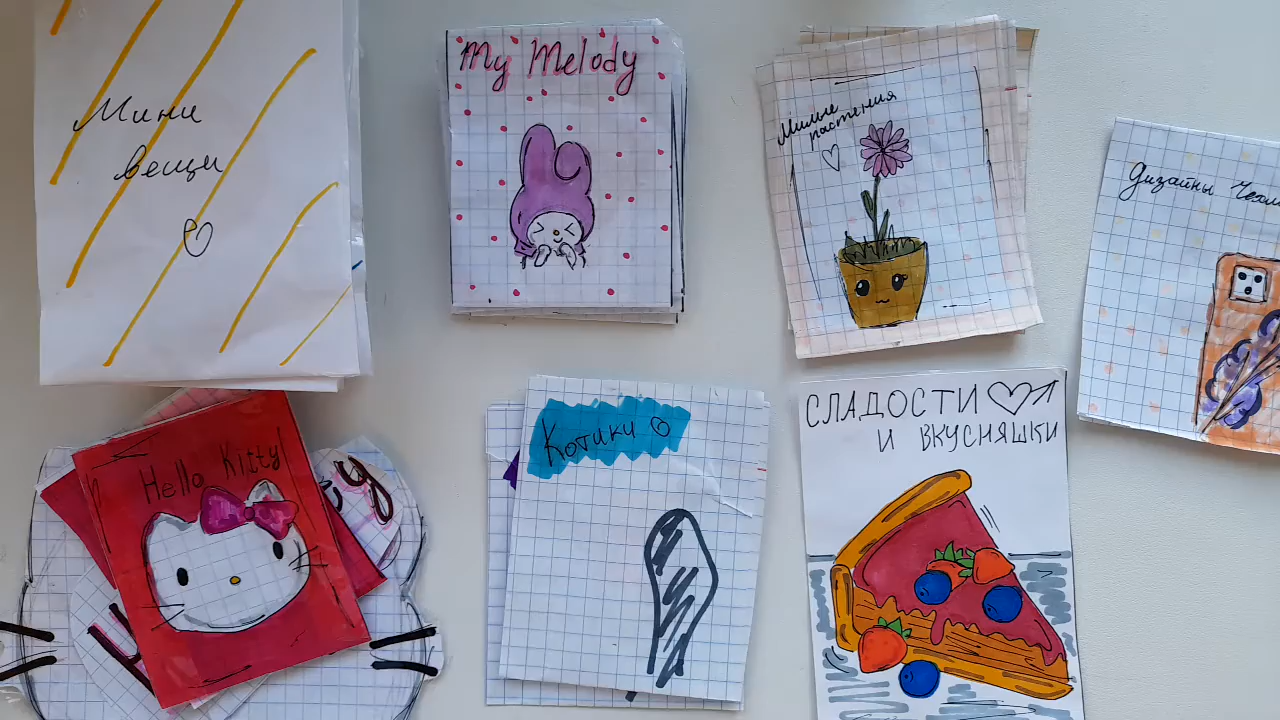 Мини
вещи
My Melody
Милые
растения
Дизайны
Hello Kitty
Котики
СЛАДОСТИ
И ВКУСНЯШКИ